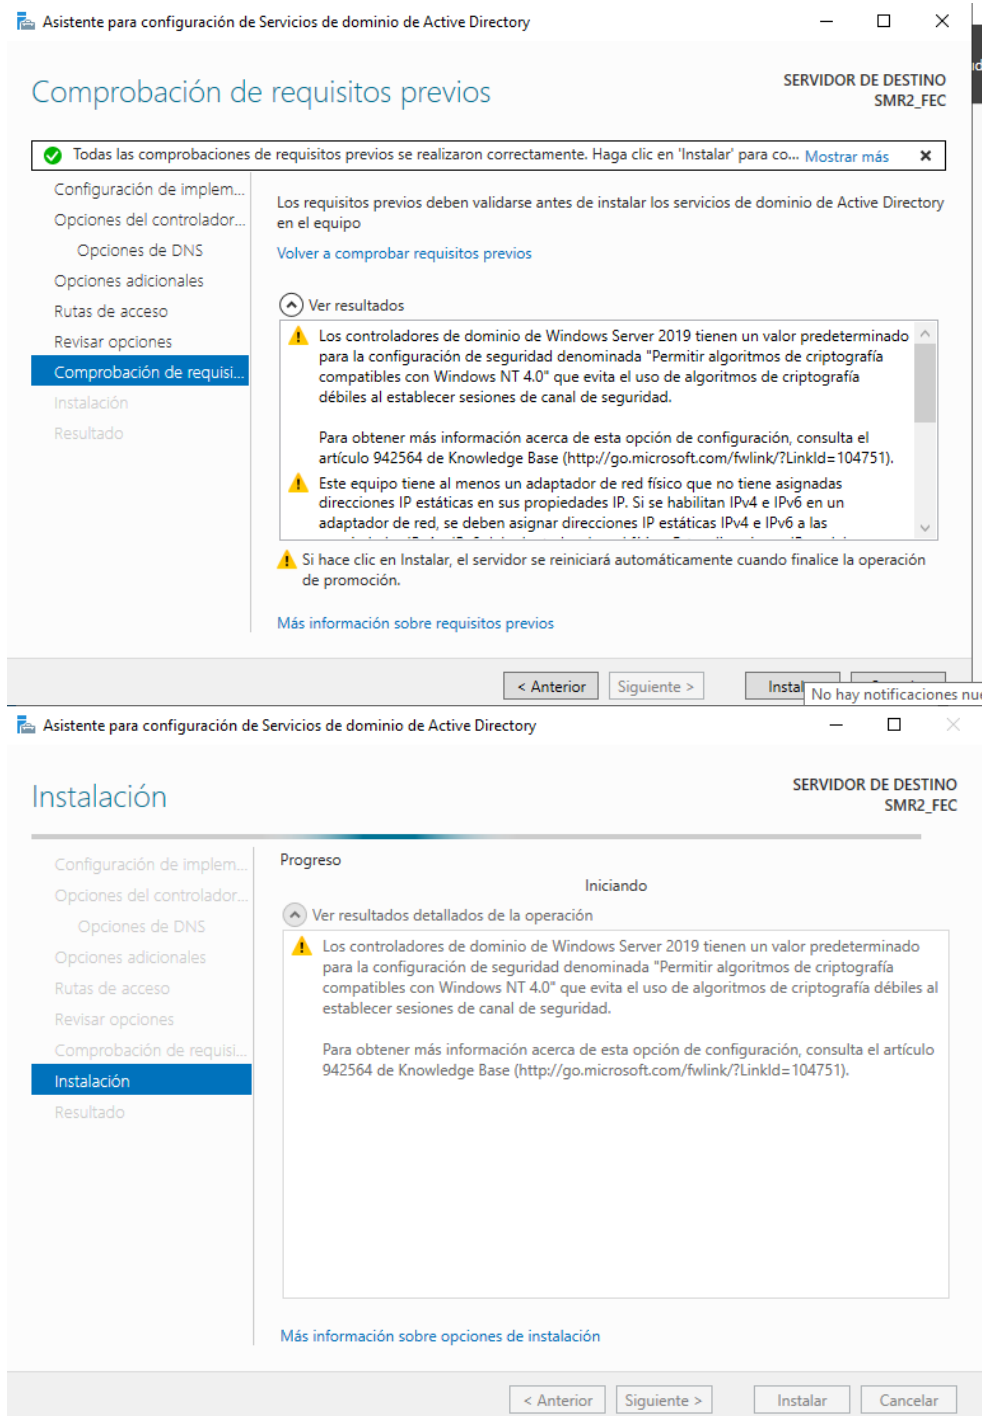 Asistente para configuración de Servicios de dominio de Active Directory
Comprobación de requisitos previos
SERVIDOR DE DESTINO
SMR2_FEC
Todas las comprobaciones de requisitos previos se realizaron correctamente. Haga clic en 'Instalar' para co... Mostrar más
Configuración de implem...
Opciones del controlador...
Opciones de DNS
Opciones adicionales
Rutas de acceso
Revisar opciones
Comprobación de requisi...
Instalación
Resultado
Los requisitos previos deben validarse antes de instalar los servicios de dominio de Active Directory
en el equipo
Volver a comprobar requisitos previos
Ver resultados
Los controladores de dominio de Windows Server 2019 tienen un valor predeterminado
para la configuración de seguridad denominada "Permitir algoritmos de criptografía
compatibles con Windows NT 4.0" que evita el uso de algoritmos de criptografía
débiles al establecer sesiones de canal de seguridad.
Para obtener más información acerca de esta opción de configuración, consulta el
artículo 942564 de Knowledge Base (http://go.microsoft.com/fwlink/?LinkId=104751).
Este equipo tiene al menos un adaptador de red físico que no tiene asignadas
direcciones IP estáticas en sus propiedades IP. Si se habilitan IPv4 e IPv6 en un
adaptador de red, se deben asignar direcciones IP estáticas IPv4 e IPv6 a las
Si hace clic en Instalar, el servidor se reiniciará automáticamente cuando finalice la operación
de promoción.
Más información sobre requisitos previos
< Anterior
Siguiente >
Instal
No hay notificaciones nue
Asistente para configuración de Servicios de dominio de Active Directory
Instalación
SERVIDOR DE DESTINO
SMR2_FEC
Configuración de implem...
Opciones del controlador...
Opciones de DNS
Opciones adicionales
Rutas de acceso
Revisar opciones
Comprobación de requisi...
Instalación
Resultado
Progreso
Iniciando
Ver resultados detallados de la operación
Los controladores de dominio de Windows Server 2019 tienen un valor predeterminado
para la configuración de seguridad denominada "Permitir algoritmos de criptografía
compatibles con Windows NT 4.0" que evita el uso de algoritmos de criptografía débiles al
establecer sesiones de canal de seguridad.
Para obtener más información acerca de esta opción de configuración, consulta el artículo
942564 de Knowledge Base (http://go.microsoft.com/fwlink/?LinkId=104751).
Más información sobre opciones de instalación
< Anterior
Siguiente >
Instalar
Cancelar